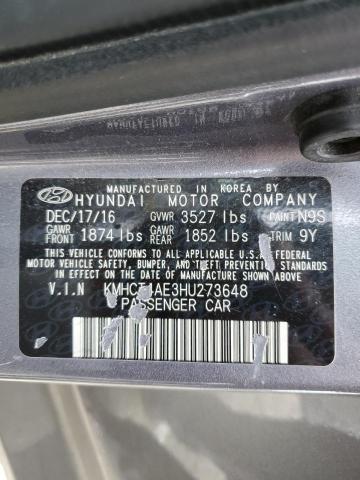 MANUFACTURED IN KOREA BY
HYUNDAI MOTOR COMPANY
DEC/17/16 GVWR 3527 lbs PAINT N9S
GAWR FRONT 1874 lbs GAWR REAR 1852 lbs TRIM 9Y
THIS VEHICLE CONFORMS TO ALL APPLICABLE FEDERAL
MOTOR VEHICLE SAFETY, BUMPER, AND THEFT PREVENTION
STANDARDS IN EFFECT ON THE DATE OF MANUFACTURE
SHOWN ABOVE.
V.I.N KMHCT4AE3HU273648
PASSENGER CAR